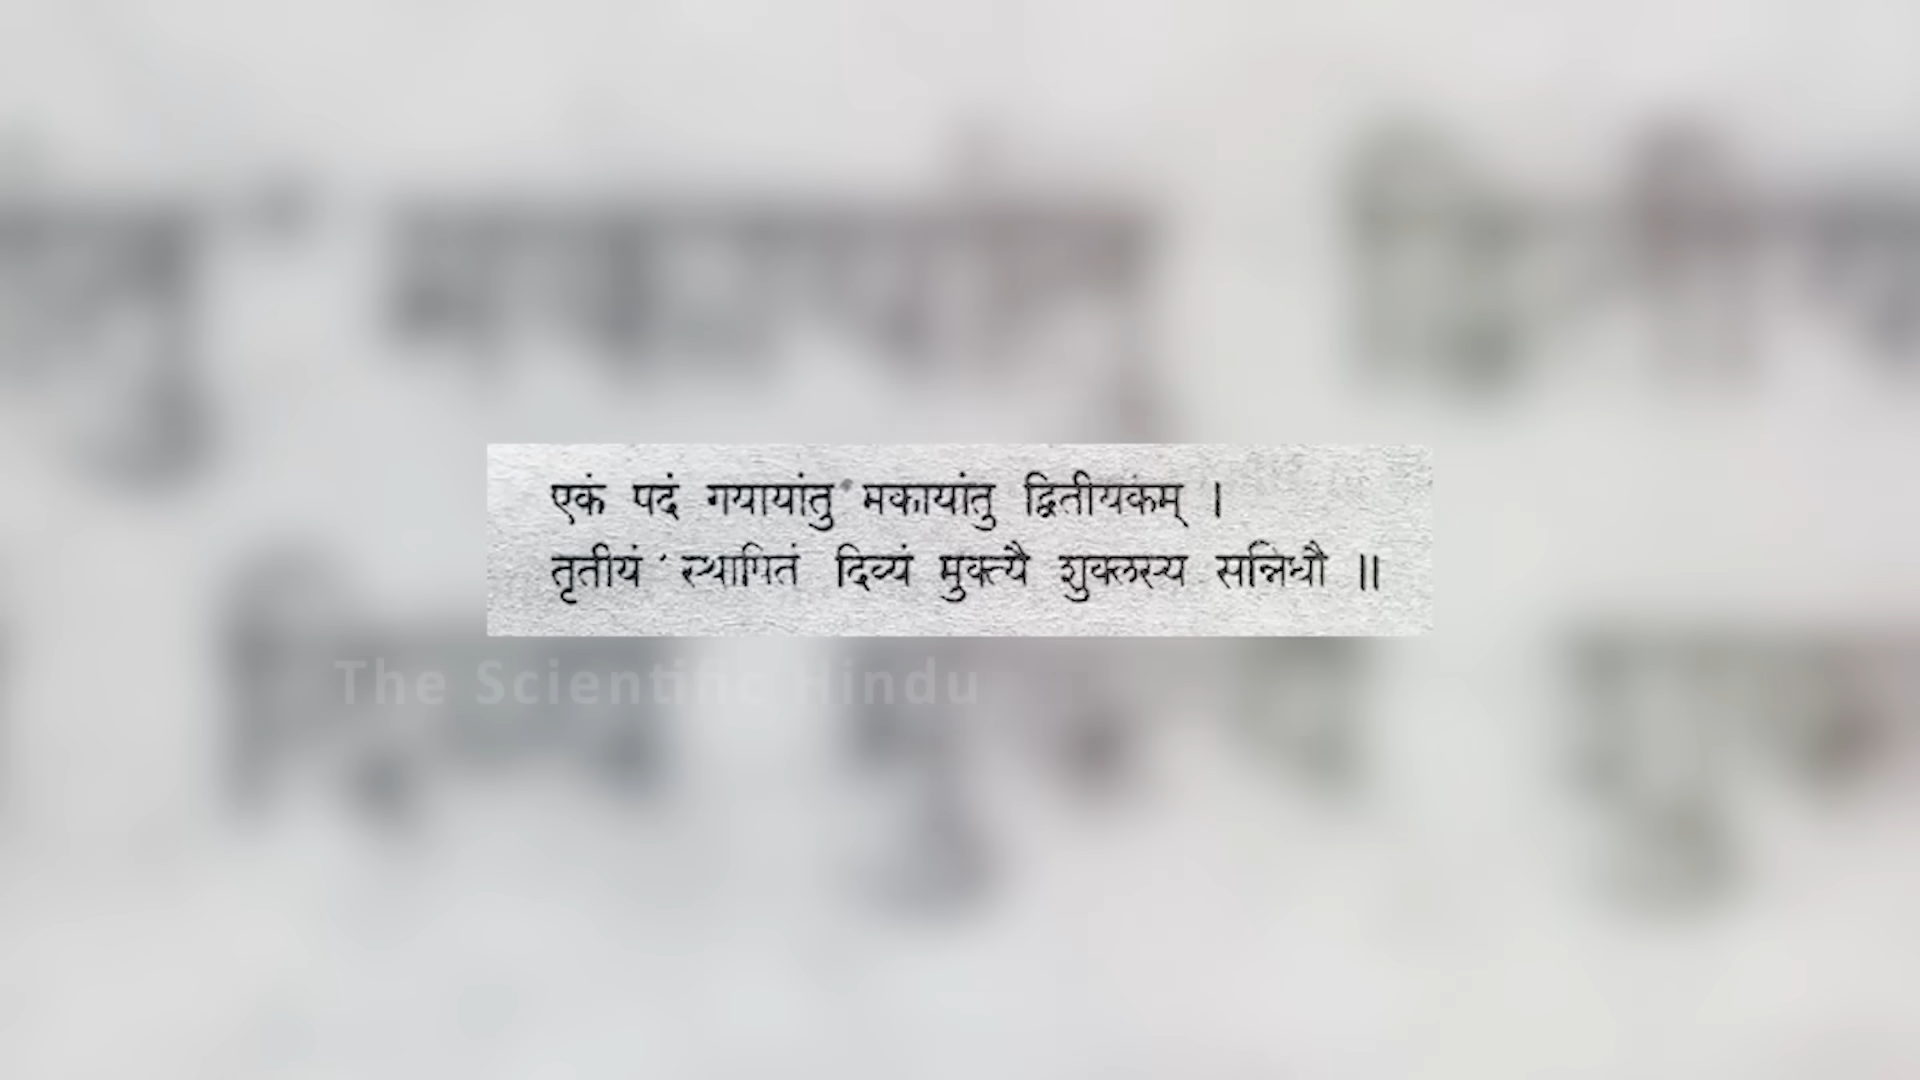 एकं पदं गयायांतु मकायांतु द्वितीयकम् ।
तृतीयं स्थापितं दिव्यं मुक्त्यै शुक्लस्य सन्निधौ ॥
The Scientific Hindu